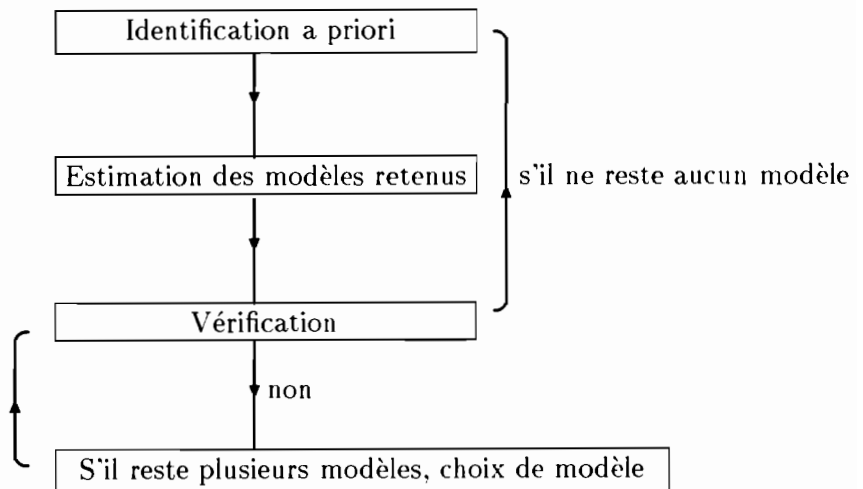 Identification a priori
Estimation des modèles retenus
s'il ne reste aucun modèle
Vérification
non
S'il reste plusieurs modèles, choix de modèle